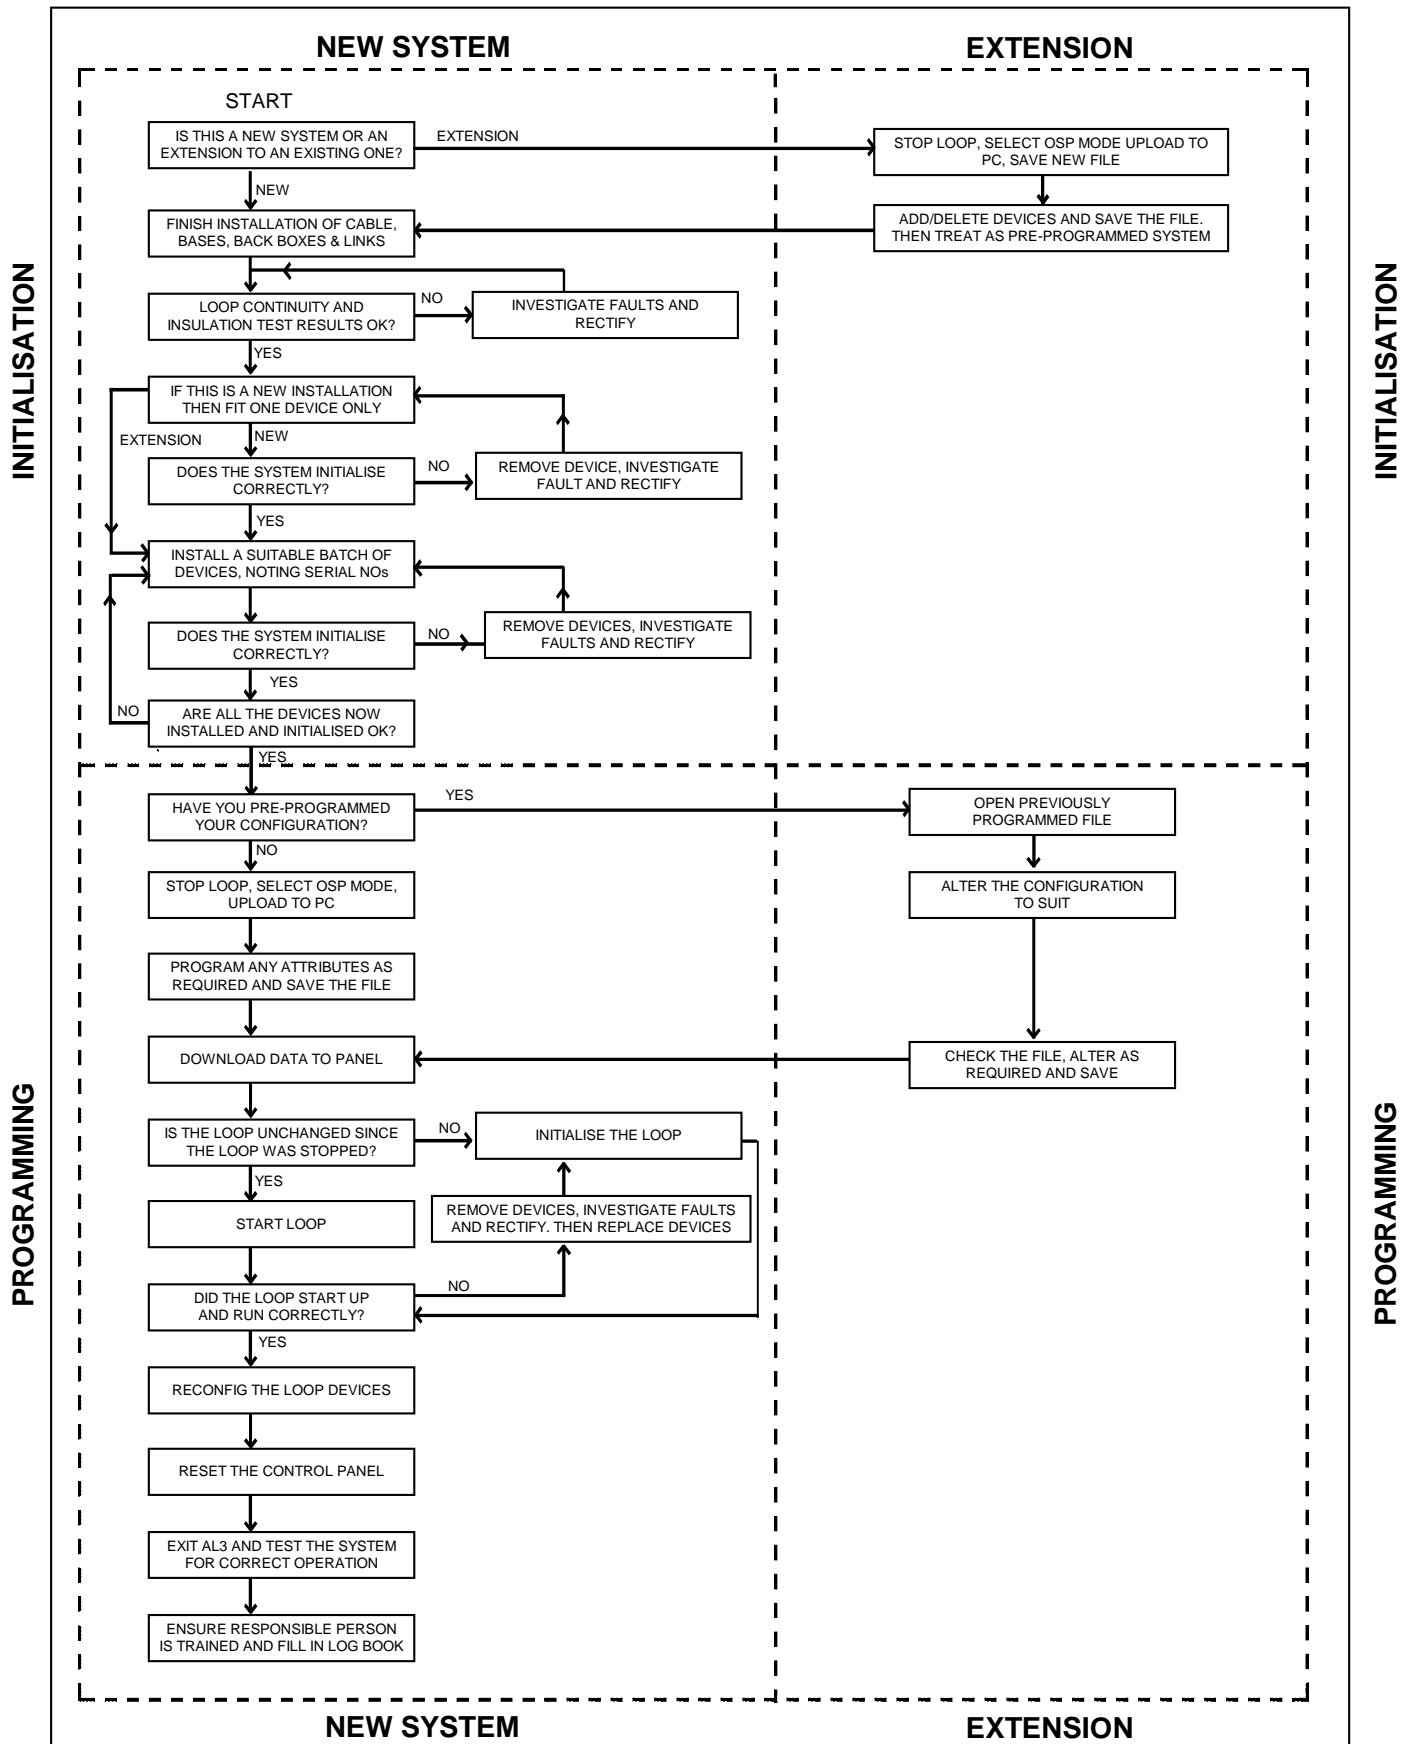 NEW SYSTEM
EXTENSION
START
IS THIS A NEW SYSTEM OR AN
EXTENSION TO AN EXISTING ONE?
EXTENSION
STOP LOOP, SELECT OSP MODE UPLOAD TO
PC, SAVE NEW FILE
NEW
FINISH INSTALLATION OF CABLE,
BASES, BACK BOXES & LINKS
ADD/DELETE DEVICES AND SAVE THE FILE.
THEN TREAT AS PRE-PROGRAMMED SYSTEM
LOOP CONTINUITY AND
INSULATION TEST RESULTS OK?
NO
INVESTIGATE FAULTS AND
RECTIFY
YES
INITIALISATION
INITIALISATION
IF THIS IS A NEW INSTALLATION
THEN FIT ONE DEVICE ONLY
EXTENSION
NEW
DOES THE SYSTEM INITIALISE
CORRECTLY?
NO
REMOVE DEVICE, INVESTIGATE
FAULT AND RECTIFY
YES
INSTALL A SUITABLE BATCH OF
DEVICES, NOTING SERIAL NOs
DOES THE SYSTEM INITIALISE
CORRECTLY?
NO
REMOVE DEVICES, INVESTIGATE
FAULTS AND RECTIFY
YES
NO
ARE ALL THE DEVICES NOW
INSTALLED AND INITIALISED OK?
YES
HAVE YOU PRE-PROGRAMMED
YOUR CONFIGURATION?
YES
OPEN PREVIOUSLY
PROGRAMMED FILE
NO
STOP LOOP, SELECT OSP MODE,
UPLOAD TO PC
ALTER THE CONFIGURATION
TO SUIT
PROGRAM ANY ATTRIBUTES AS
REQUIRED AND SAVE THE FILE
DOWNLOAD DATA TO PANEL
CHECK THE FILE, ALTER AS
REQUIRED AND SAVE
PROGRAMMING
PROGRAMMING
IS THE LOOP UNCHANGED SINCE
THE LOOP WAS STOPPED?
NO
INITIALISE THE LOOP
YES
START LOOP
REMOVE DEVICES, INVESTIGATE FAULTS
AND RECTIFY. THEN REPLACE DEVICES
DID THE LOOP START UP
AND RUN CORRECTLY?
NO
YES
RECONFIG THE LOOP DEVICES
RESET THE CONTROL PANEL
EXIT AL3 AND TEST THE SYSTEM
FOR CORRECT OPERATION
ENSURE RESPONSIBLE PERSON
IS TRAINED AND FILL IN LOG BOOK
NEW SYSTEM
EXTENSION